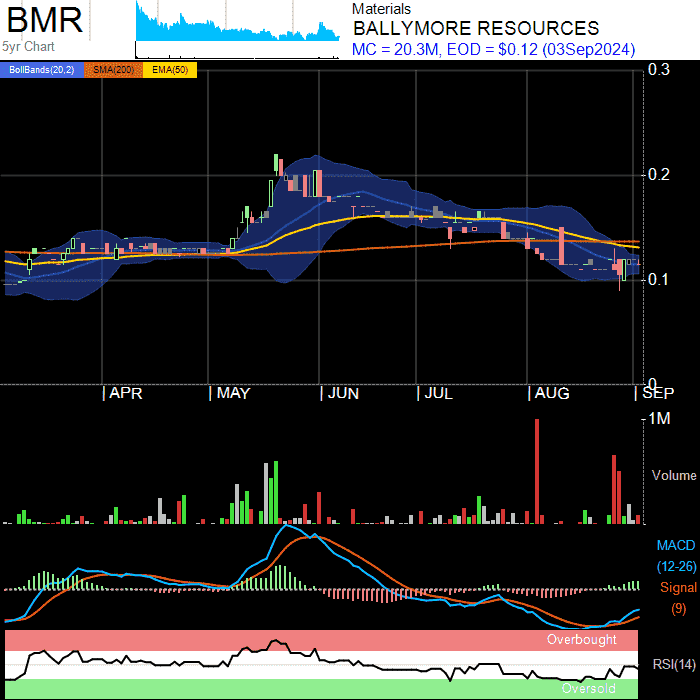 BMR
5yr Chart
Materials
BALLYMORE RESOURCES
MC = 20.3M, EOD = $0.12 (03Sep2024)
BollBands(20,2) SMA(200) EMA(50)
0.3
0.2
0.1
0
APR MAY JUN JUL AUG SEP
1M
Volume
MACD
(12-26)
Signal
(9)
Overbought
RSI(14)
Oversold